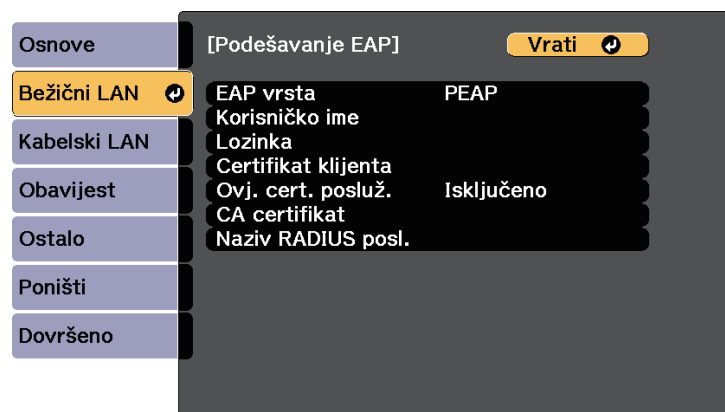 Osnove
Bežični LAN
Kabelski LAN
Obavijest
Ostalo
Poništi
Dovršeno
[Podešavanje EAP] Vrati
EAP vrsta PEAP
Korisničko ime
Lozinka
Certifikat klijenta
Ovj. cert. posluž. Isključeno
CA certifikat
Naziv RADIUS posl.